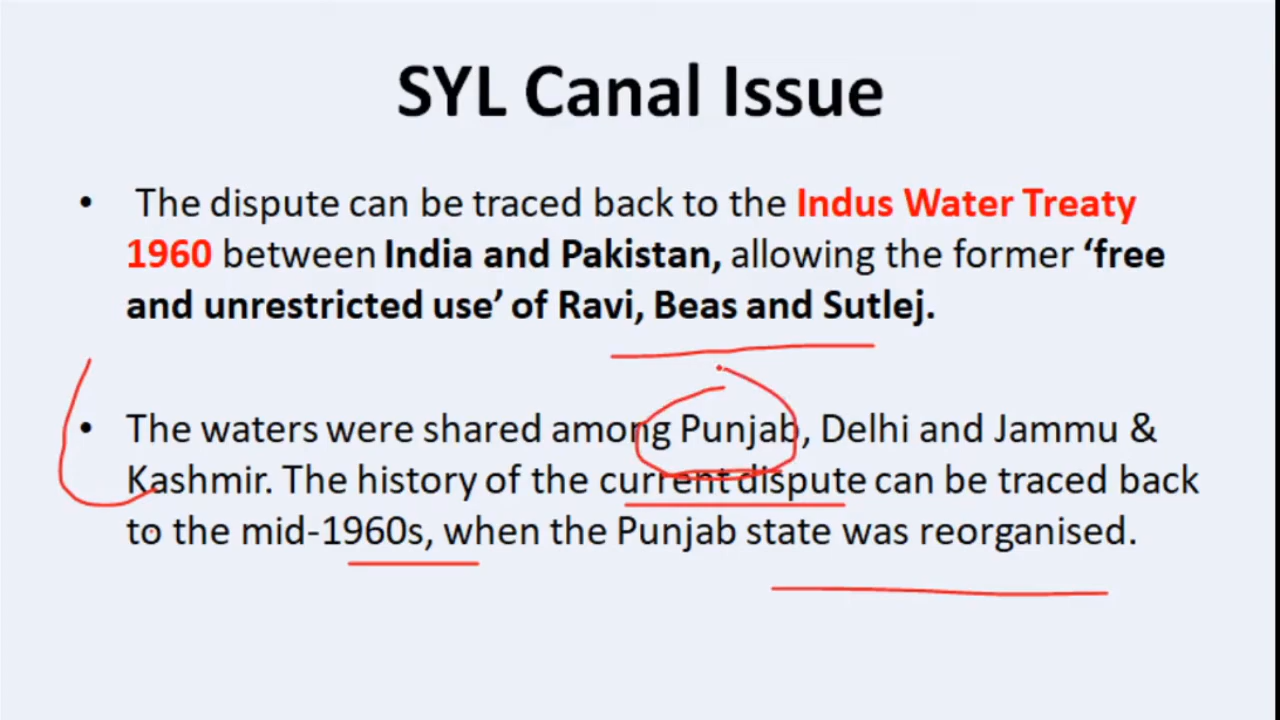 SYL Canal Issue
• The dispute can be traced back to the Indus Water Treaty
1960 between India and Pakistan, allowing the former ‘free
and unrestricted use’ of Ravi, Beas and Sutlej.
• The waters were shared among Punjab, Delhi and Jammu &
Kashmir. The history of the current dispute can be traced back
to the mid-1960s, when the Punjab state was reorganised.